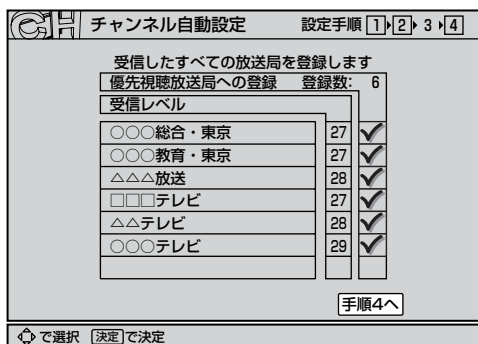 CH チャンネル自動設定 設定手順 1 2 3 4
受信したすべての放送局を登録します
優先視聴放送局への登録 登録数: 6
受信レベル
○○○総合・東京 27
○○○教育・東京 27
△△△放送 28
□□□テレビ 27
△△テレビ 28
○○○テレビ 29
手順4へ
で選択 決定で決定